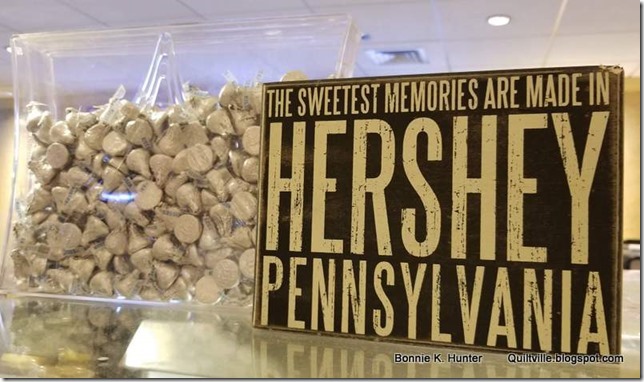 THE SWEETEST MEMORIES ARE MADE IN
HERSHEY
PENNSYLVANIA
Bonnie K. Hunter Quiltville.blogspot.com